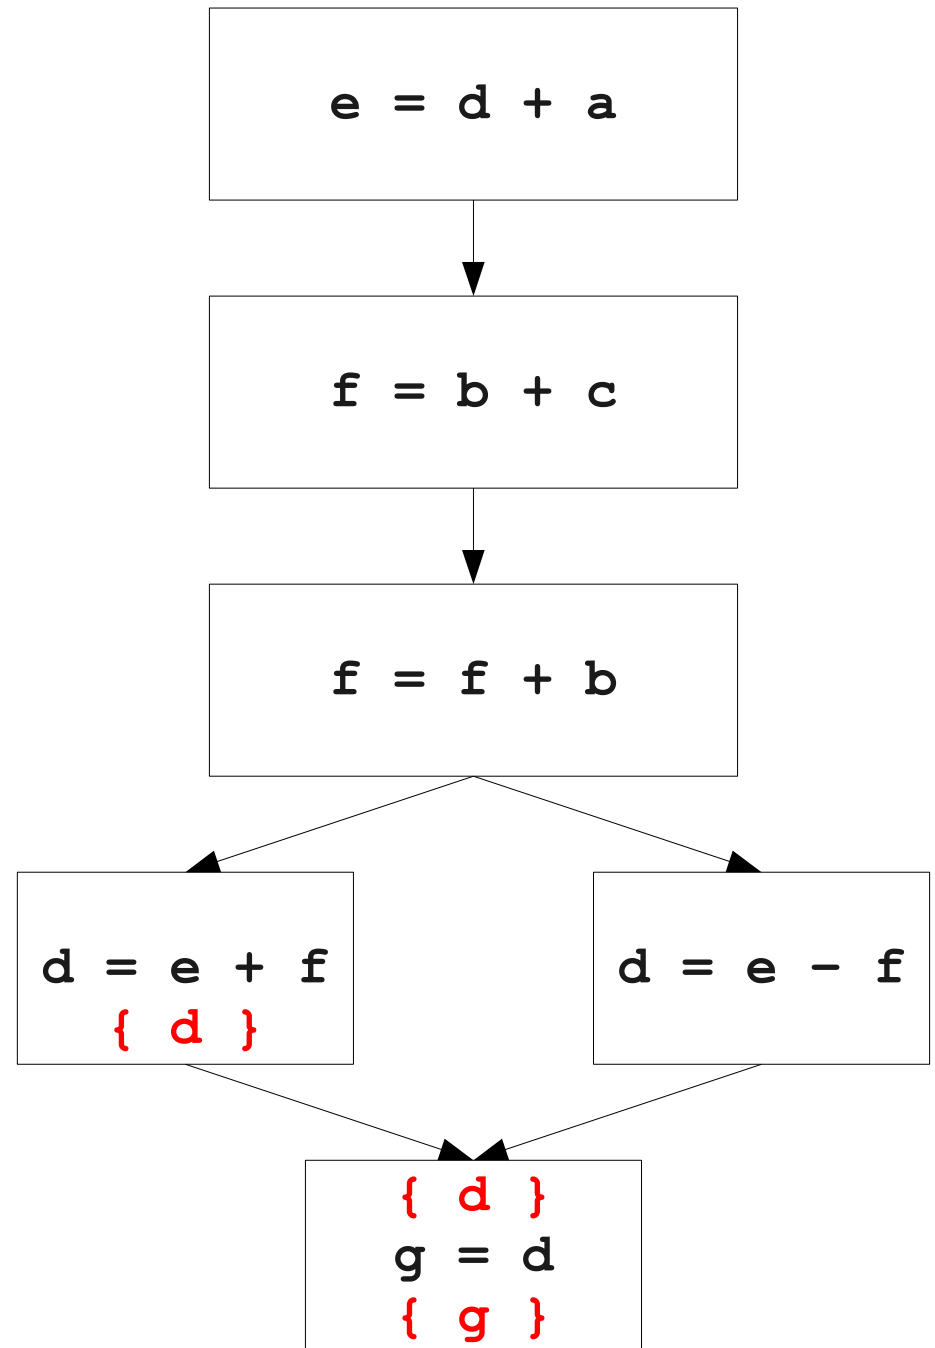 e = d + a
f = b + c
f = f + b
d = e + f
{ d }
d = e - f
{ d }
g = d
{ g }